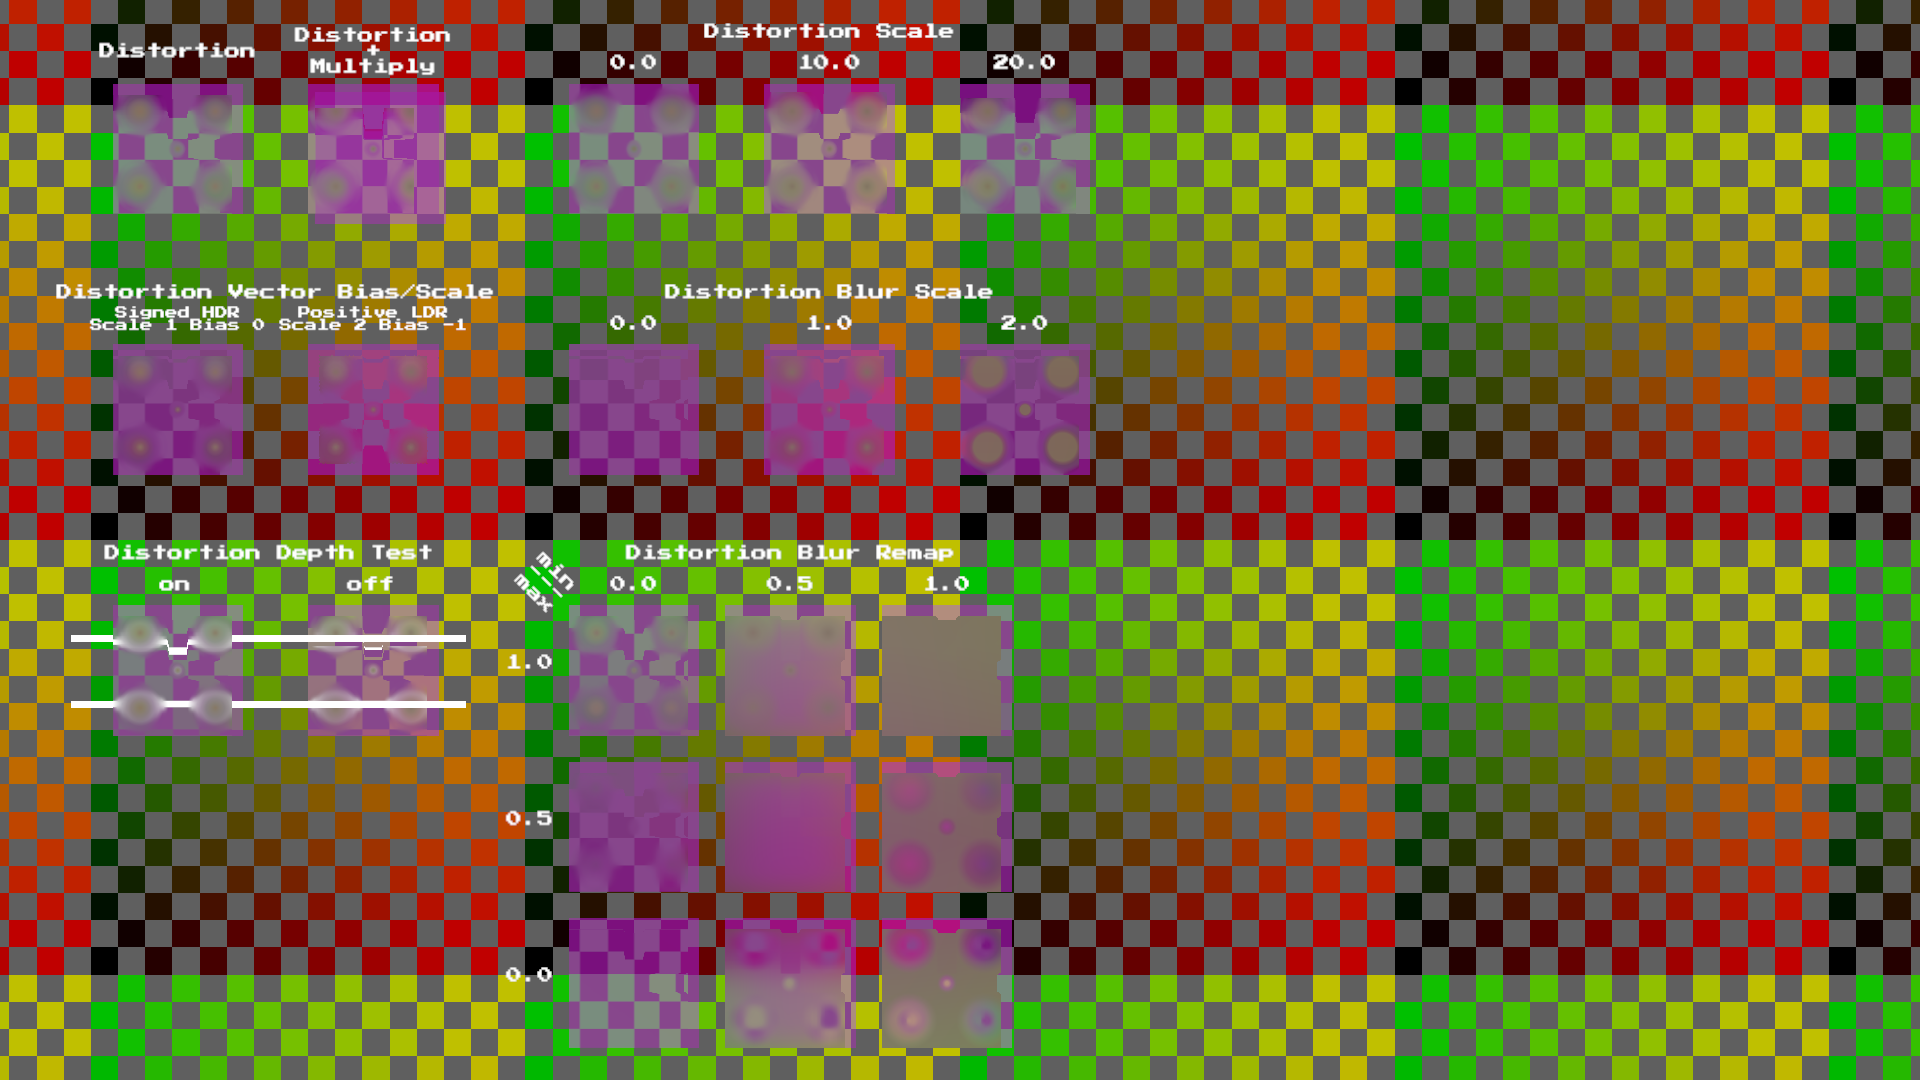 Distortion
Distortion
+
Multiply
Distortion Scale
0.0 10.0 20.0
Distortion Vector Bias/Scale
Signed HDR Positive LDR
Scale 1 Bias 0 Scale 2 Bias -1
Distortion Blur Scale
0.0 1.0 2.0
Distortion Depth Test
on off
Distortion Blur Remap
min
---
max
0.0 0.5 1.0
1.0
0.5
0.0